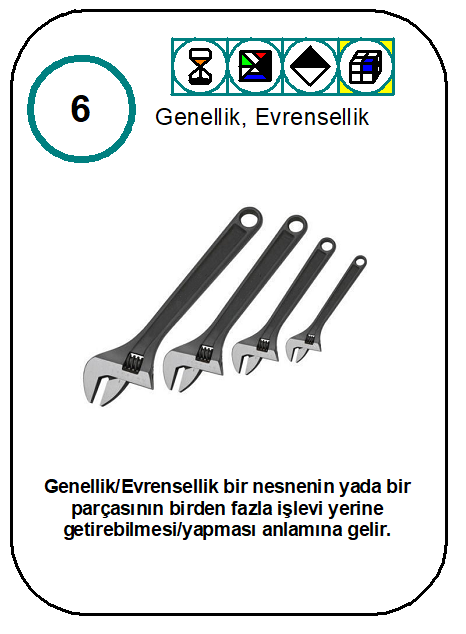 6
Genellik, Evrensellik
Genellik/Evrensellik bir nesnenin yada bir
parçasının birden fazla işlevi yerine
getirebilmesi/yapması anlamına gelir.